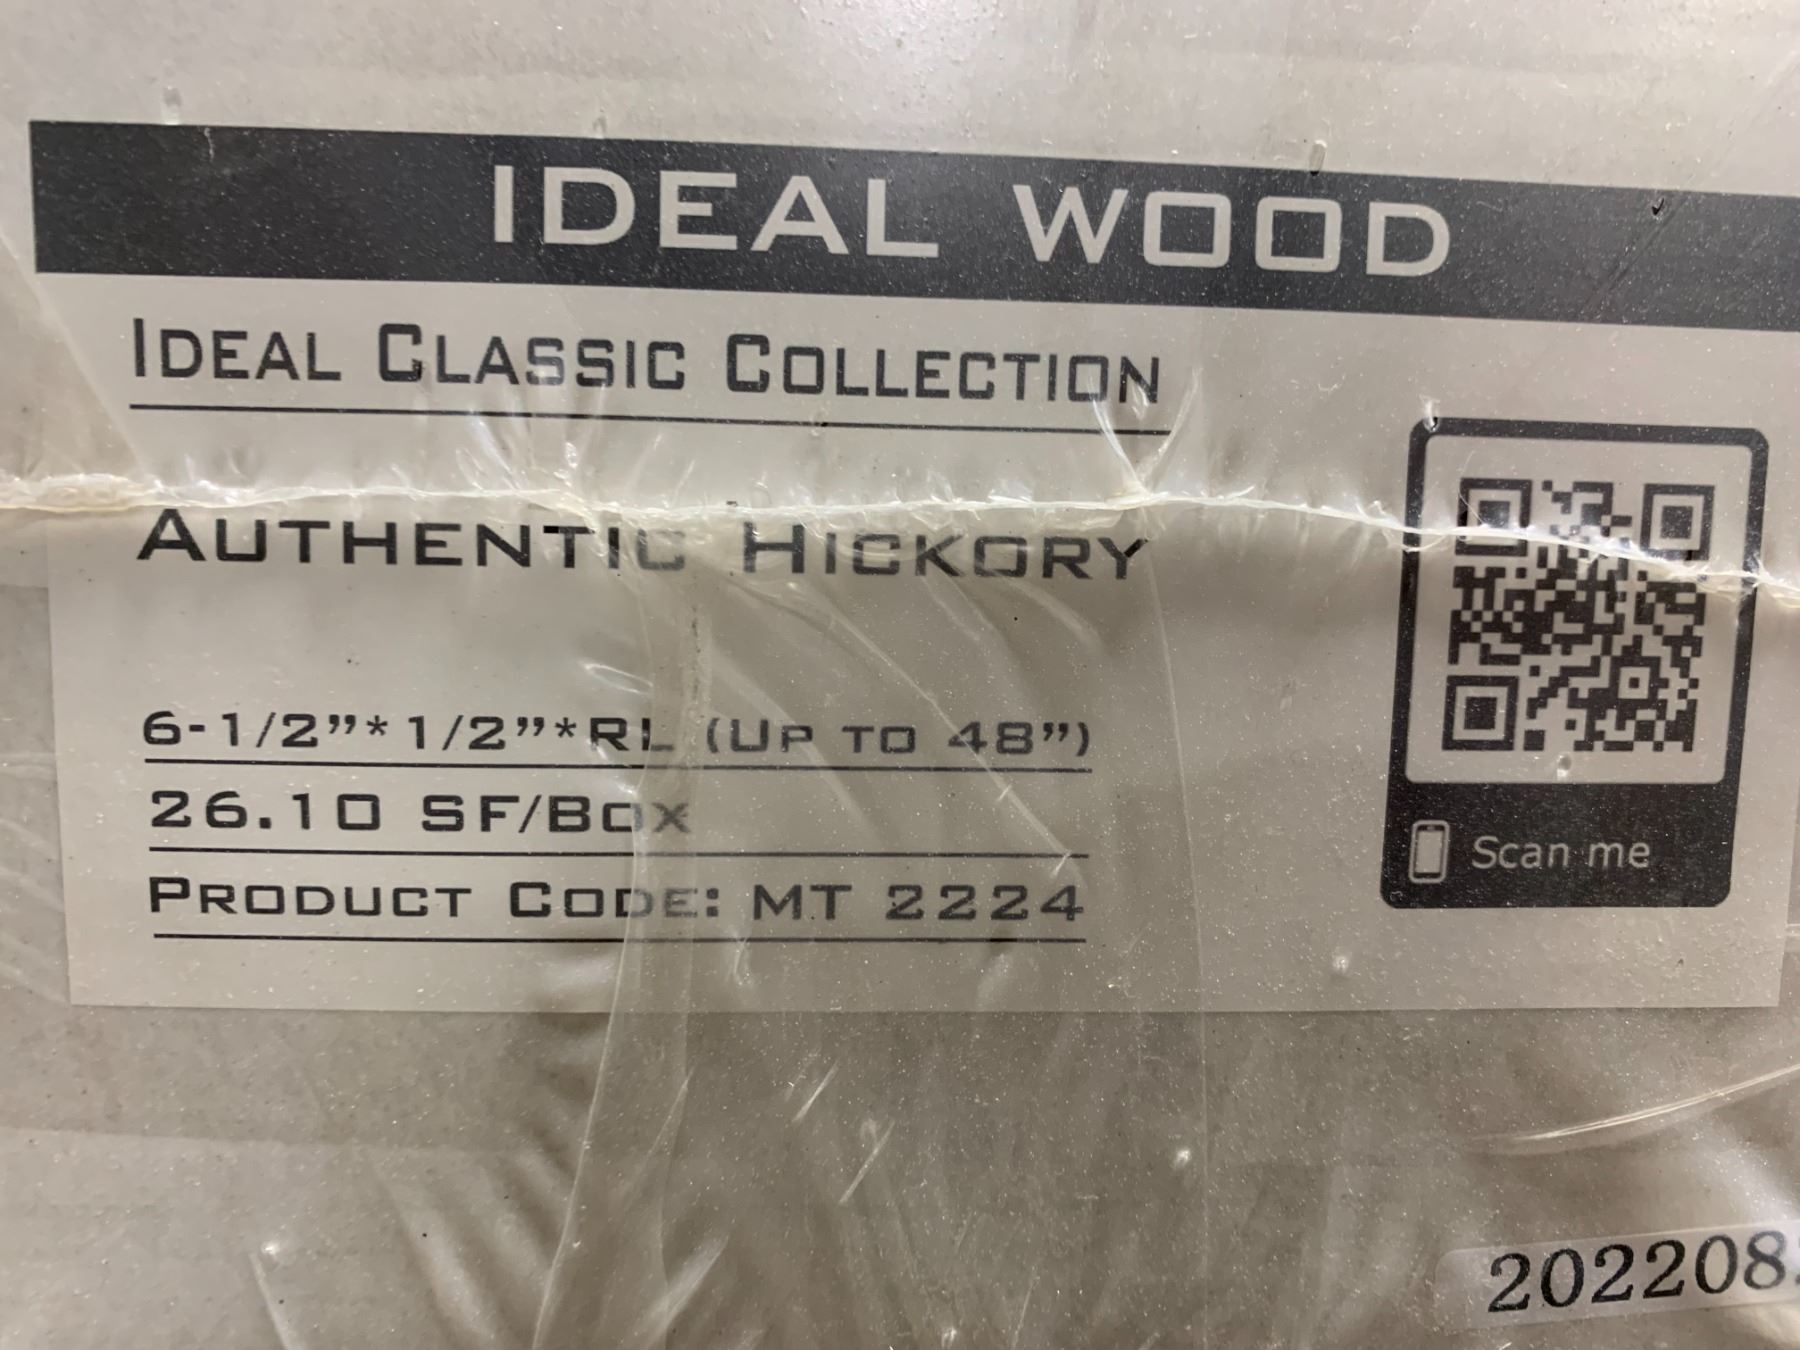 IDEAL WOOD
IDEAL CLASSIC COLLECTION
AUTHENTIC HICKORY
6-1/2”*1/2”*RL (UP TO 48”)
26.10 SF/BOX
PRODUCT CODE: MT 2224
Scan me